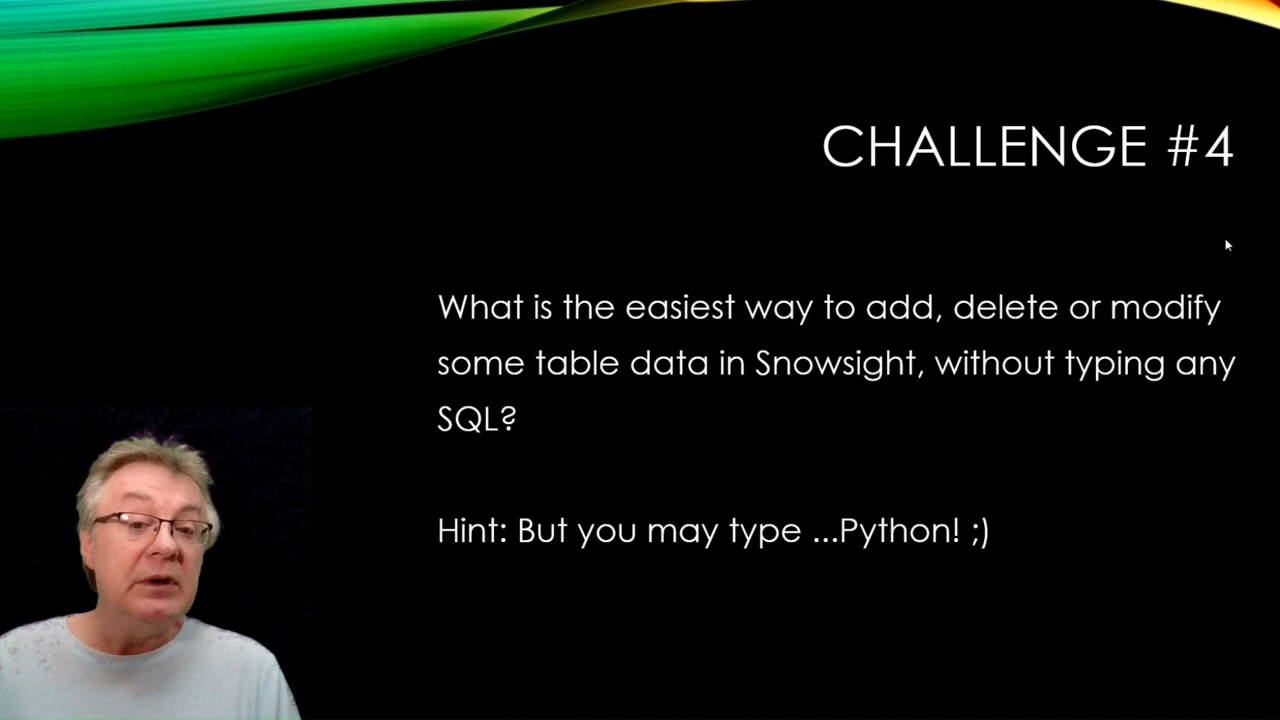 CHALLENGE #4
What is the easiest way to add, delete or modify
some table data in Snowsight, without typing any
SQL?
Hint: But you may type ...Python! ;)